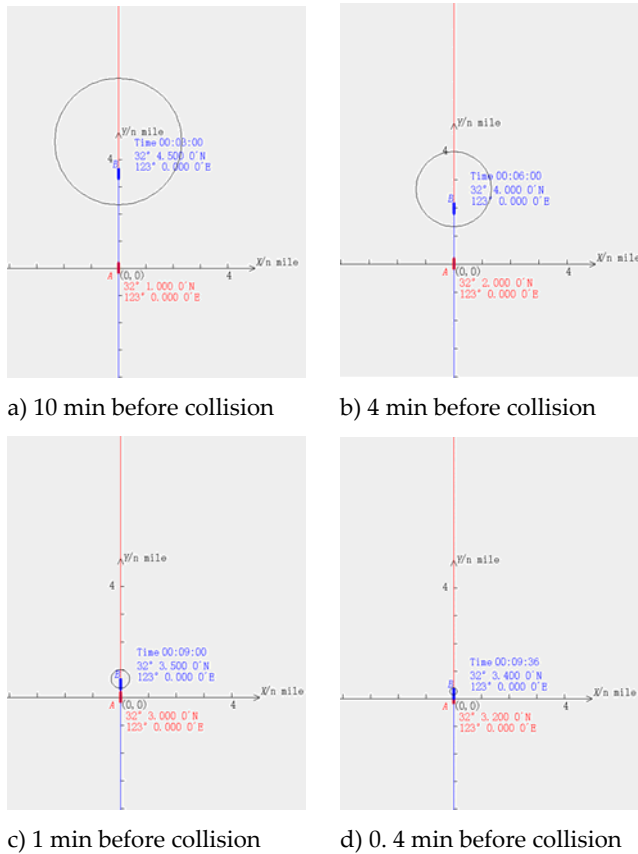 Y/n mile
Time 00:03:00
4
32° 4.500 0'N
B
123° 0.000 0'E
X/n mile
A
(0,0)
4
32° 1.000 0'N
123° 0.000 0'E
a) 10 min before collision
Y/n mile
4
Time 00:06:00
32° 4.000 0'N
B
123° 0.000 0'E
X/n mile
A
(0,0)
4
32° 2.000 0'N
123° 0.000 0'E
b) 4 min before collision
Y/n mile
4
Time 00:09:00
32° 3.500 0'N
B
123° 0.000 0'E
X/n mile
A
(0,0)
4
32° 3.000 0'N
123° 0.000 0'E
c) 1 min before collision
Y/n mile
4
Time 00:09:36
32° 3.400 0'N
B
123° 0.000 0'E
X/n mile
A
(0,0)
4
32° 3.200 0'N
123° 0.000 0'E
d) 0. 4 min before collision